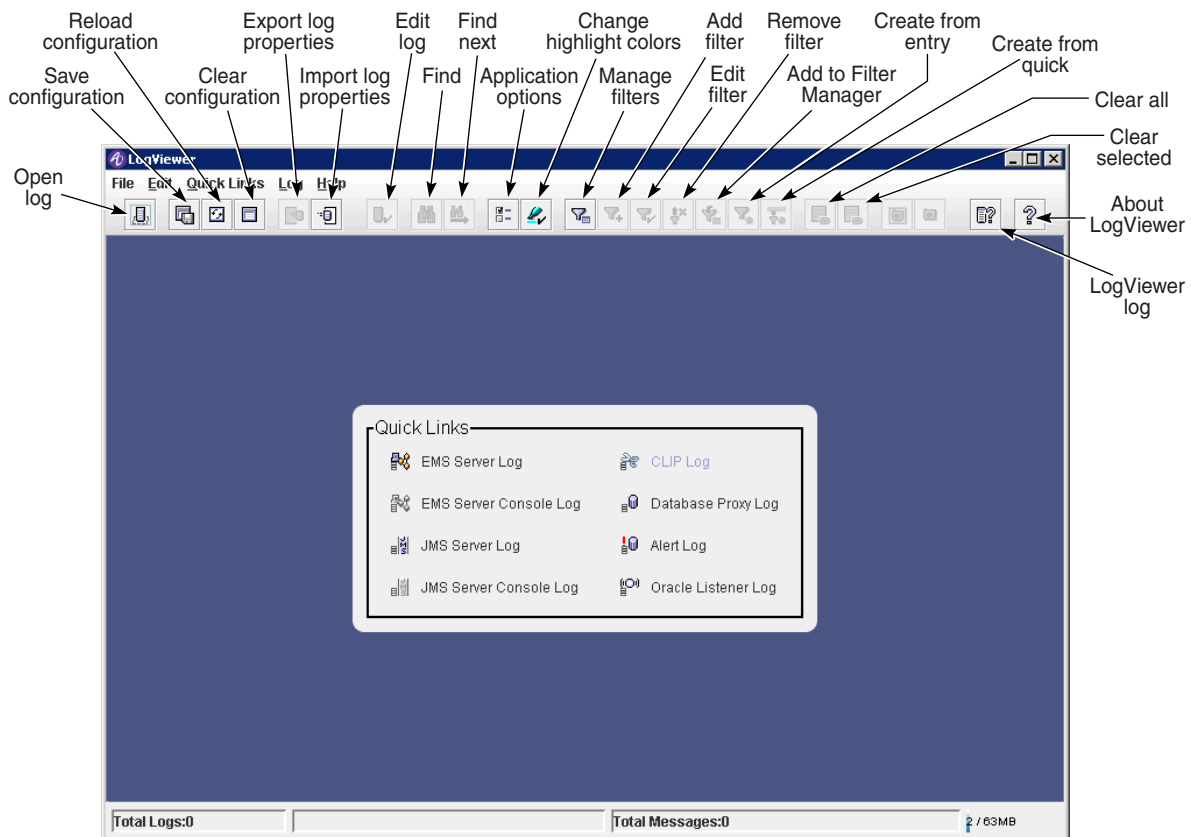 Reload
configuration
Export log
properties
Edit
log
Find
next
Change
highlight colors
Add
filter
Remove
filter
Create from
entry
Create from
quick
Save
configuration
Clear
configuration
Import log
properties
Find
Application
options
Manage
filters
Edit
filter
Add to Filter
Manager
Clear all
Clear
selected
Open
log
About
LogViewer
LogViewer
log
LogViewer
File Edit Quick Links Log Help
Quick Links
EMS Server Log
CLIP Log
EMS Server Console Log
Database Proxy Log
JMS Server Log
Alert Log
JMS Server Console Log
Oracle Listener Log
Total Logs:0
Total Messages:0
2 / 63MB